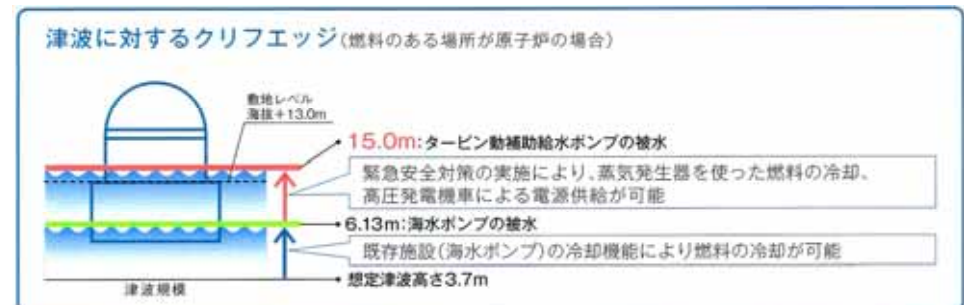 津波に対するクリフエッジ(燃料のある場所が原子炉の場合)
敷地レベル
海抜+13.0m
15.0m:タービン動補助給水ポンプの被水
緊急安全対策の実施により、蒸気発生器を使った燃料の冷却、
高圧発電機車による電源供給が可能
6.13m:海水ポンプの被水
既存施設(海水ポンプ)の冷却機能により燃料の冷却が可能
想定津波高さ3.7m
津波規模